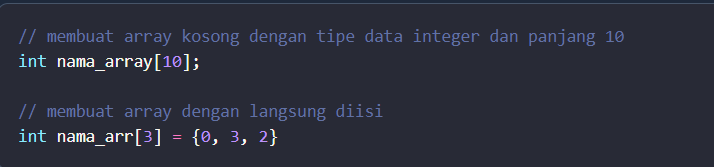 // membuat array kosong dengan tipe data integer dan panjang 10
int nama_array[10];
// membuat array dengan langsung diisi
int nama_arr[3] = {0, 3, 2}